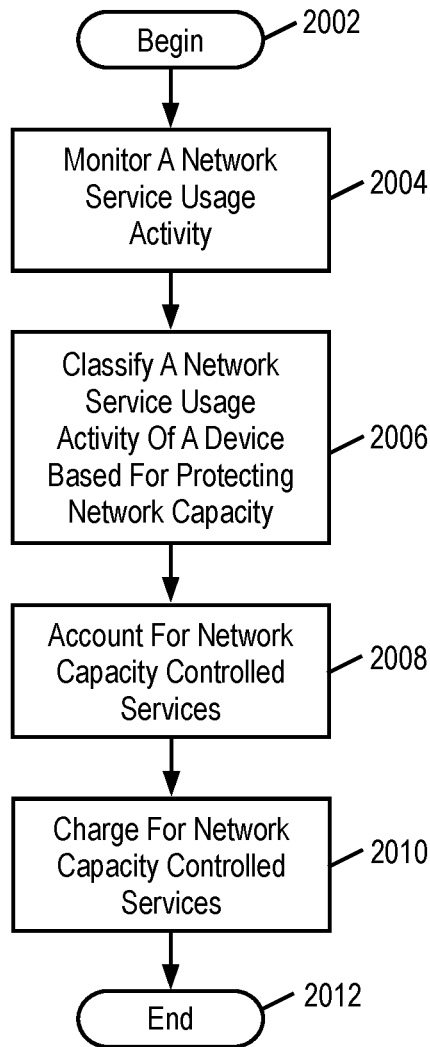 Begin
2002
Monitor A Network
Service Usage
Activity
2004
Classify A Network
Service Usage
Activity Of A Device
Based For Protecting
Network Capacity
2006
Account For Network
Capacity Controlled
Services
2008
Charge For Network
Capacity Controlled
Services
2010
End
2012